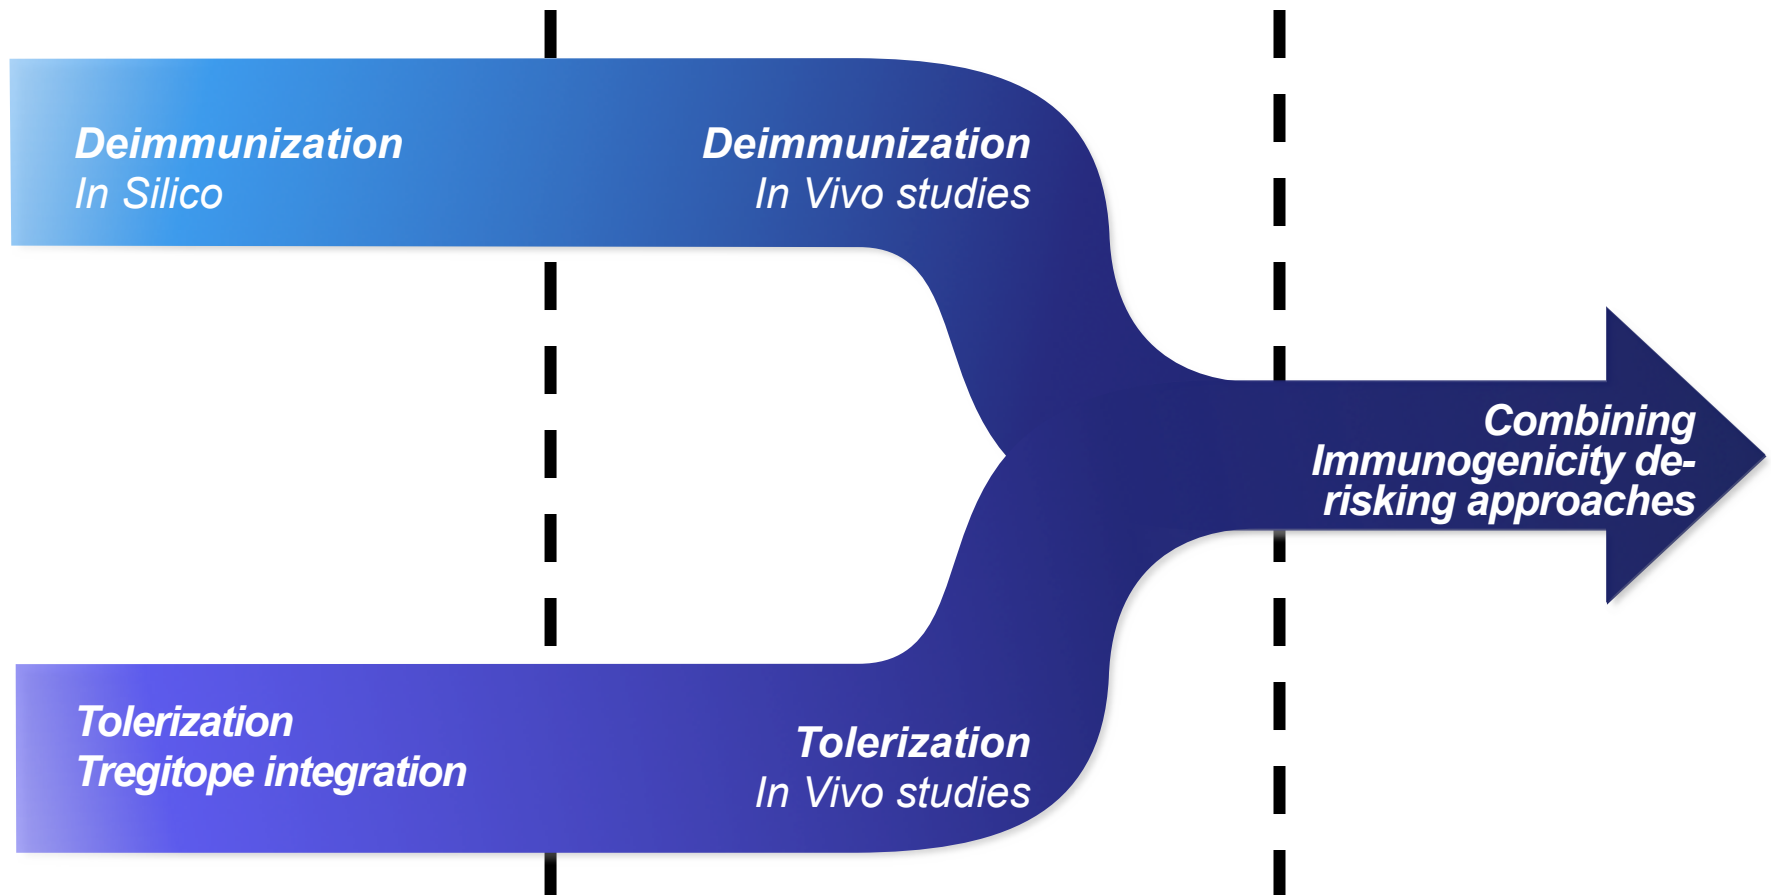 Deimmunization
In Silico
Deimmunization
In Vivo studies
Combining
Immunogenicity de-
risking approaches
Tolerization
Tregitope integration
Tolerization
In Vivo studies